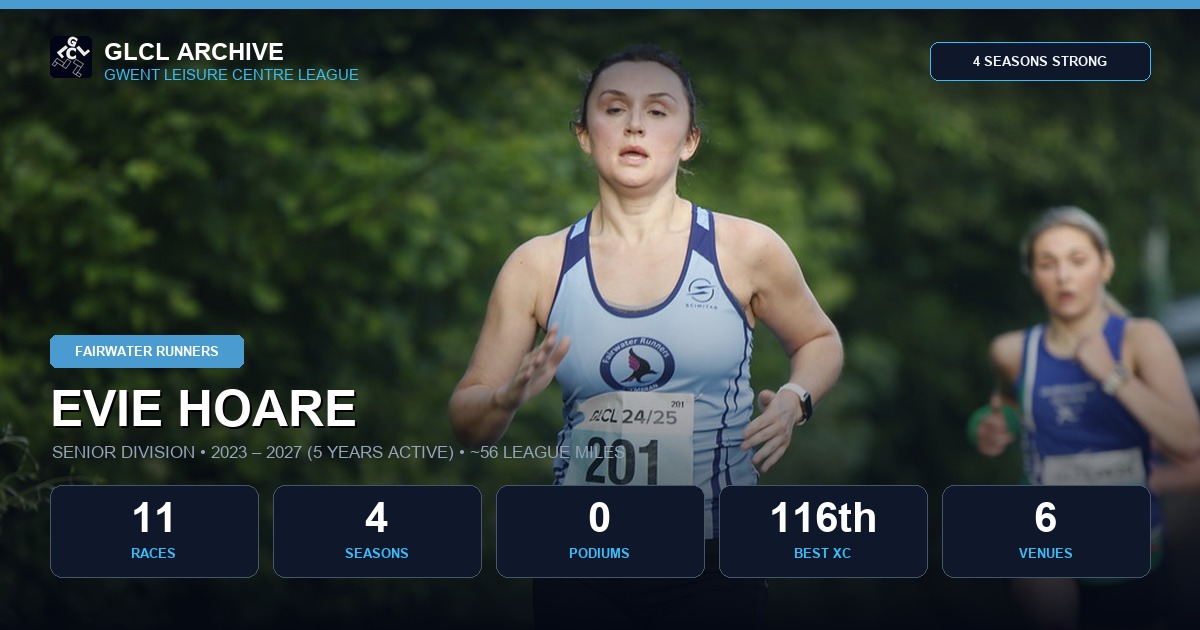 GLCL ARCHIVE
GWENT LEISURE CENTRE LEAGUE
4 SEASONS STRONG
SCIMITAR
Fairwater Runners
GLCL 24/25
201
201
FAIRWATER RUNNERS
EVIE HOARE
SENIOR DIVISION • 2023 – 2027 (5 YEARS ACTIVE) • ~56 LEAGUE MILES
11
RACES
4
SEASONS
0
PODIUMS
116th
BEST XC
6
VENUES